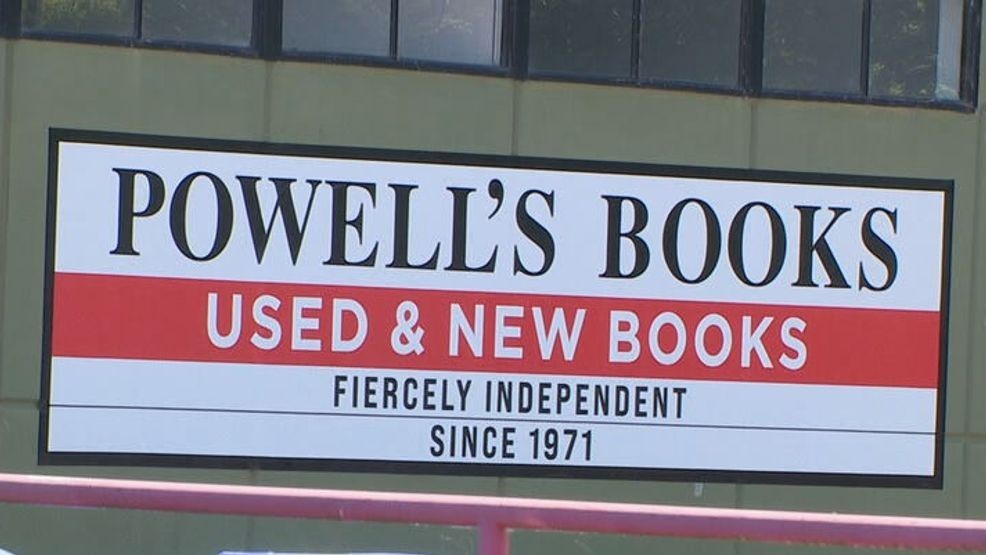 POWELL'S BOOKS
USED & NEW BOOKS
FIERCELY INDEPENDENT
SINCE 1971